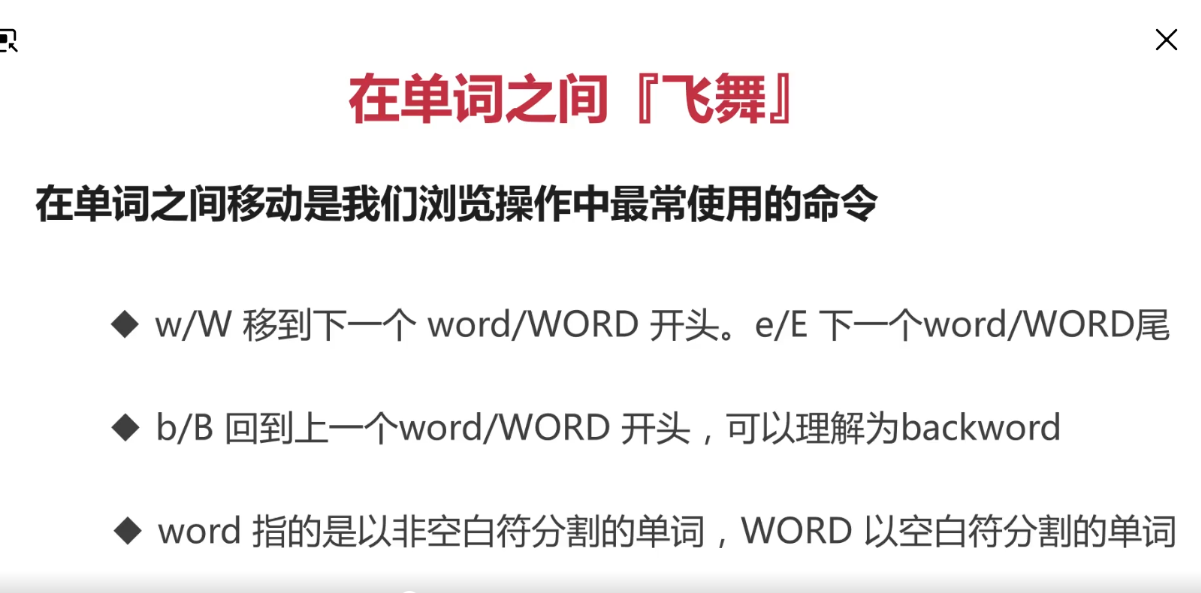 在单词之间『飞舞』
在单词之间移动是我们浏览操作中最常使用的命令
◆ w/W 移到下一个 word/WORD 开头。e/E 下一个word/WORD尾
◆ b/B 回到上一个word/WORD 开头，可以理解为backword
◆ word 指的是以非空白符分割的单词，WORD 以空白符分割的单词